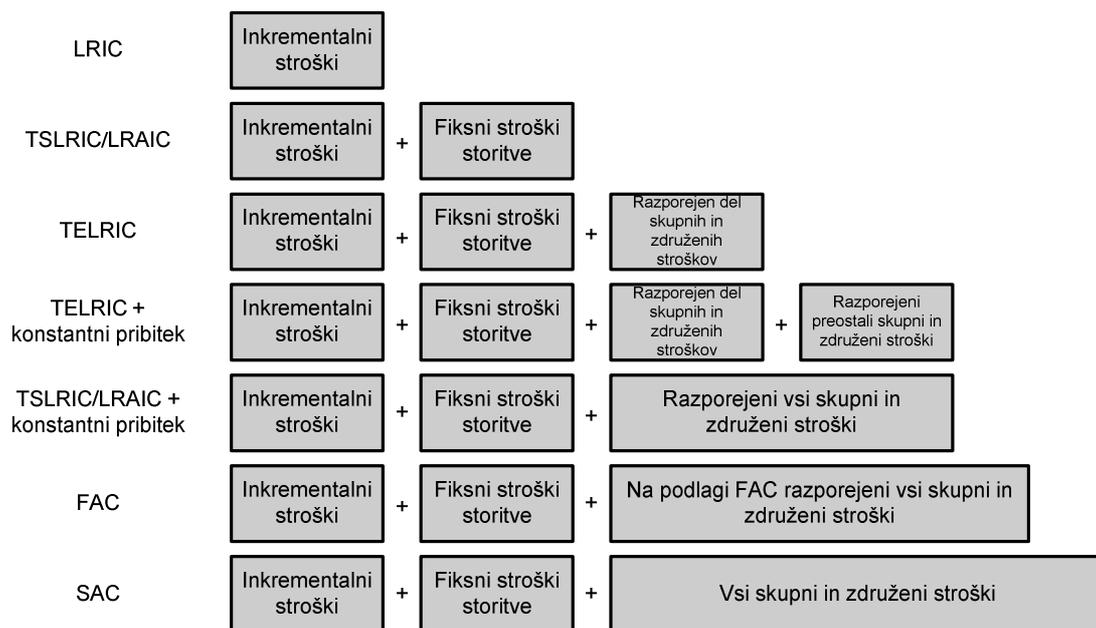 LRIC
Inkrementalni
stroški
TSLRIC/LRAIC
Inkrementalni
stroški
+
Fiksni stroški
storitve
TELRIC
Inkrementalni
stroški
+
Fiksni stroški
storitve
+
Razporejen del
skupnih in
združenih
stroškov
TELRIC +
konstantni pribitek
Inkrementalni
stroški
+
Fiksni stroški
storitve
+
Razporejen del
skupnih in
združenih
stroškov
+
Razporejeni
preostali skupni in
združeni stroški
TSLRIC/LRAIC +
konstantni pribitek
Inkrementalni
stroški
+
Fiksni stroški
storitve
+
Razporejeni vsi skupni in
združeni stroški
FAC
Inkrementalni
stroški
+
Fiksni stroški
storitve
+
Na podlagi FAC razporejeni vsi skupni in
združeni stroški
SAC
Inkrementalni
stroški
+
Fiksni stroški
storitve
+
Vsi skupni in združeni stroški